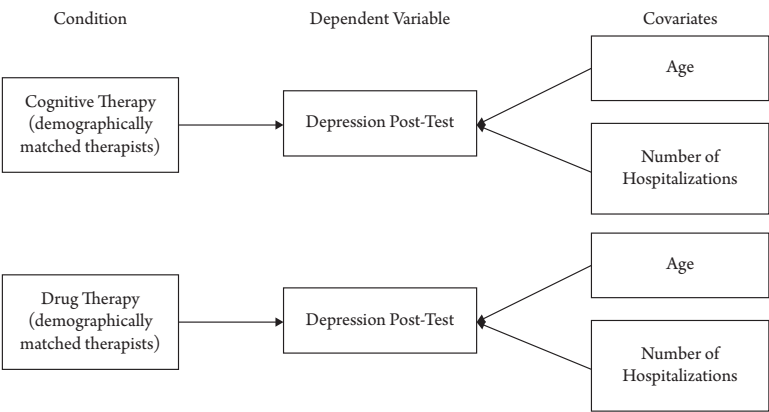 Condition
Dependent Variable
Covariates
Cognitive Therapy
(demographically
matched therapists)
Depression Post-Test
Age
Number of
Hospitalizations
Drug Therapy
(demographically
matched therapists)
Depression Post-Test
Age
Number of
Hospitalizations